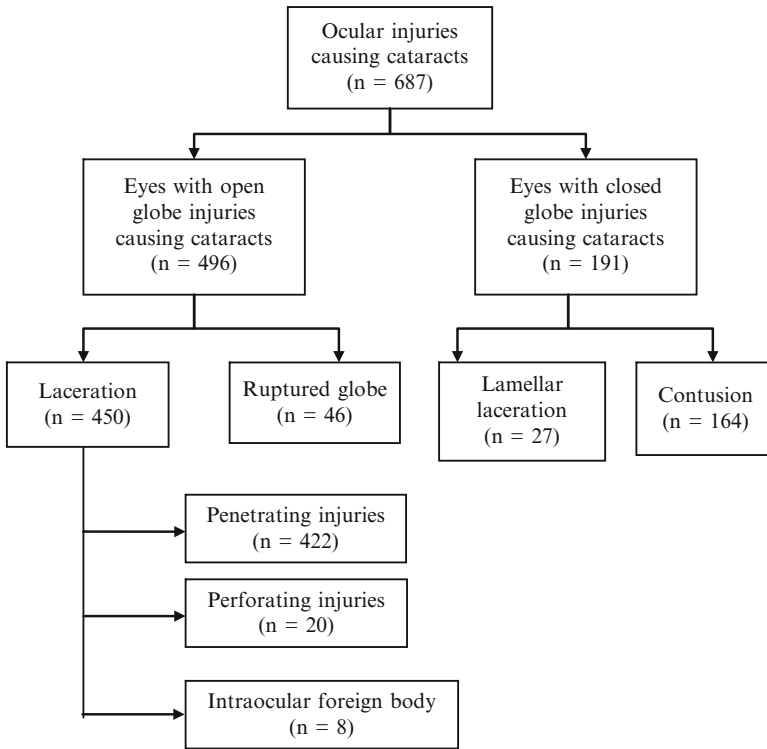 Ocular injuries
causing cataracts
(n = 687)
Eyes with open
globe injuries
causing cataracts
(n = 496)
Eyes with closed
globe injuries
causing cataracts
(n = 191)
Laceration
(n = 450)
Ruptured globe
(n = 46)
Lamellar
laceration
(n = 27)
Contusion
(n = 164)
Penetrating injuries
(n = 422)
Perforating injuries
(n = 20)
Intraocular foreign body
(n = 8)